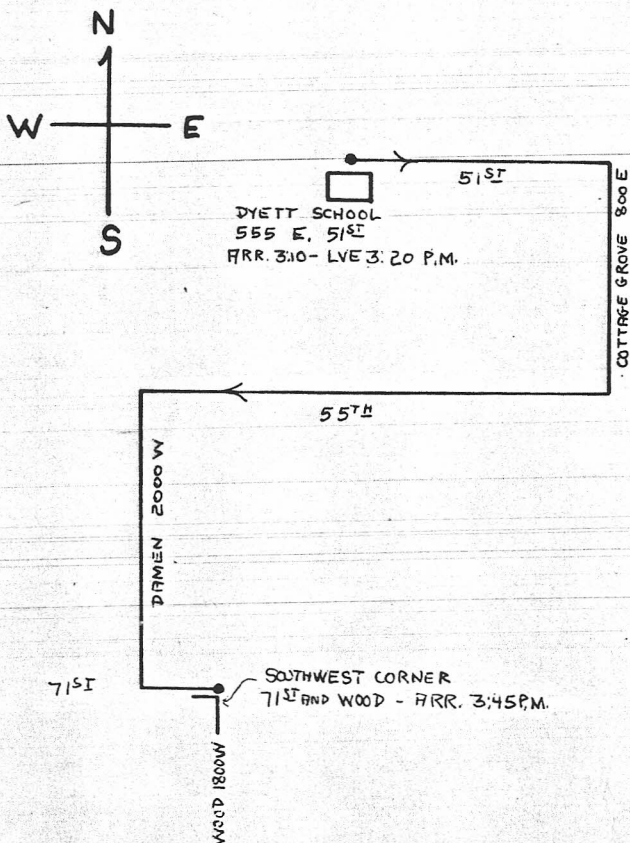 N
W E
S
51ST
DYETT SCHOOL
555 E. 51ST
ARR. 3:10 - LVE 3:20 P.M.
COTTAGE GROVE 800 E
55TH
DAMEN 2000 W
71ST
SOUTHWEST CORNER
71ST AND WOOD - ARR. 3:45 P.M.
WOOD 1800 W